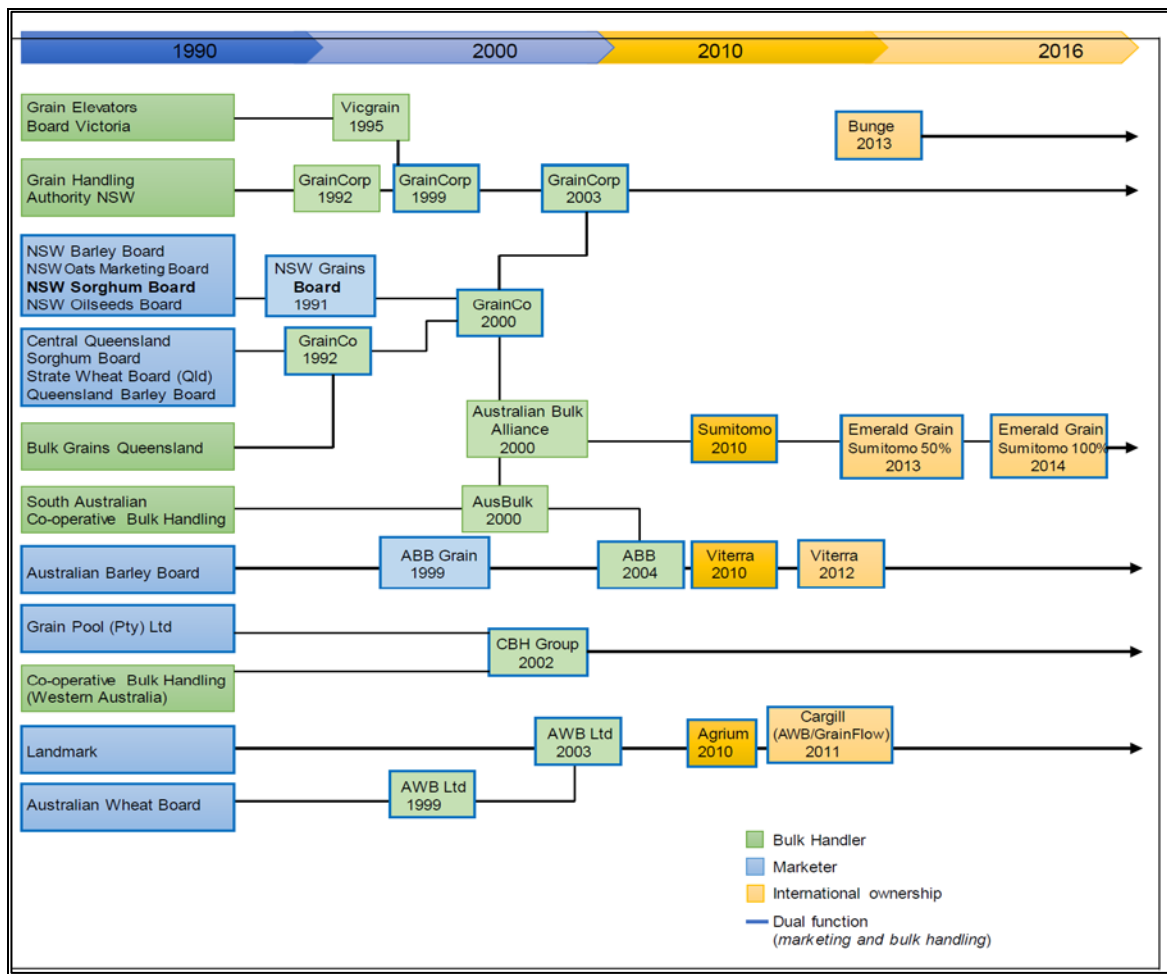 1990
2000
2010
2016
Grain Elevators
Board Victoria
Vicgrain
1995
Bunge
2013
Grain Handling
Authority NSW
GrainCorp
1992
GrainCorp
1999
GrainCorp
2003
NSW Barley Board
NSW Oats Marketing Board
NSW Sorghum Board
NSW Oilseeds Board
NSW Grains
Board
1991
GrainCo
2000
Central Queensland
Sorghum Board
Strate Wheat Board (Qld)
Queensland Barley Board
GrainCo
1992
Bulk Grains Queensland
Australian Bulk
Alliance
2000
Sumitomo
2010
Emerald Grain
Sumitomo 50%
2013
Emerald Grain
Sumitomo 100%
2014
South Australian
Co-operative Bulk Handling
AusBulk
2000
Australian Barley Board
ABB Grain
1999
ABB
2004
Viterra
2010
Viterra
2012
Grain Pool (Pty) Ltd
CBH Group
2002
Co-operative Bulk Handling
(Western Australia)
Landmark
AWB Ltd
2003
Agrium
2010
Cargill
(AWB/GrainFlow)
2011
Australian Wheat Board
AWB Ltd
1999
Bulk Handler
Marketer
International ownership
Dual function
(marketing and bulk handling)